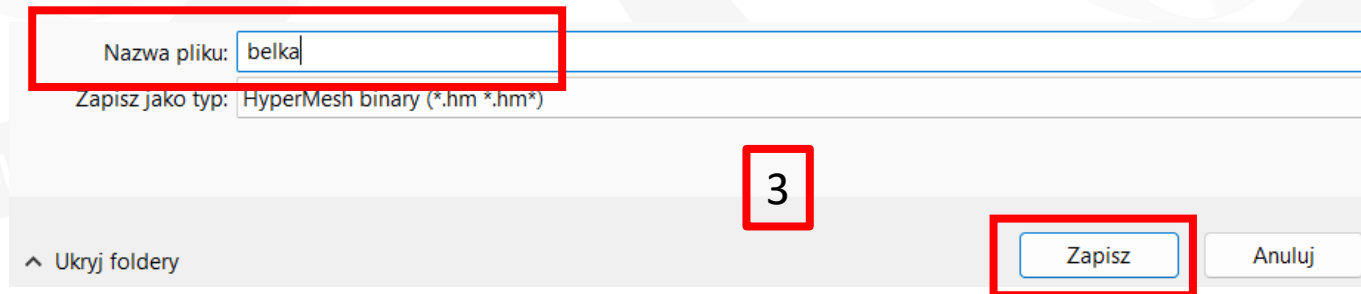 Nazwa pliku: belka
Zapisz jako typ: HyperMesh binary (*.hm *.hm*)
3
Ukryj foldery Zapisz Anuluj